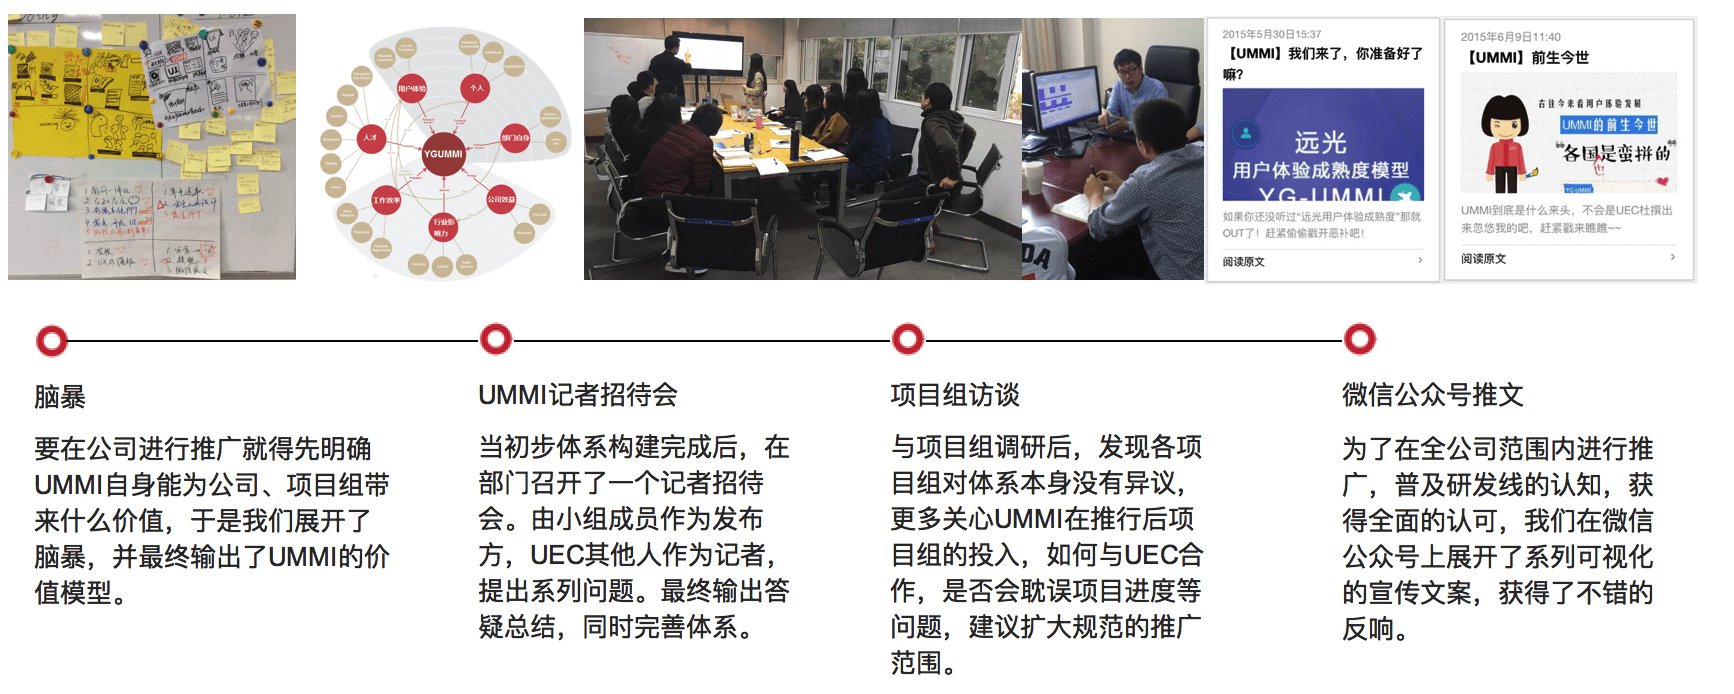 用户体验
个人
人才
YGUMMI
部门自身
工作效率
公司效益
行业影
响力
2015年5月30日15:37
【UMMI】我们来了，你准备好了
嘛?
远光
用户体验成熟度模型
YG-UMMI
如果你还没听过“远光用户体验成熟度”那就
OUT了！赶紧偷偷戳开恶补吧！
阅读原文
2015年6月9日11:40
【UMMI】前生今世
古往今来看用户体验发展
UMMI的前生今世
“各国是蛮拼的”
也
YG-UMMI
UMMI到底是什么来头，不会是UEC杜撰出
来忽悠我的吧，赶紧戳来瞧瞧~~
阅读原文
脑暴
要在公司进行推广就得先明确
UMMI自身能为公司、项目组带
来什么价值，于是我们展开了
脑暴，并最终输出了UMMI的价
值模型。
UMMI记者招待会
当初步体系构建完成后，在
部门召开了一个记者招待
会。由小组成员作为发布
方，UEC其他人作为记者，
提出系列问题。最终输出答
疑总结，同时完善体系。
项目组访谈
与项目组调研后，发现各项
目组对体系本身没有异议，
更多关心UMMI在推行后项
目组的投入，如何与UEC合
作，是否会耽误项目进度等
问题，建议扩大规范的推广
范围。
微信公众号推文
为了在全公司范围内进行推
广，普及研发线的认知，获
得全面的认可，我们在微信
公众号上展开了系列可视化
的宣传文案，获得了不错的
反响。